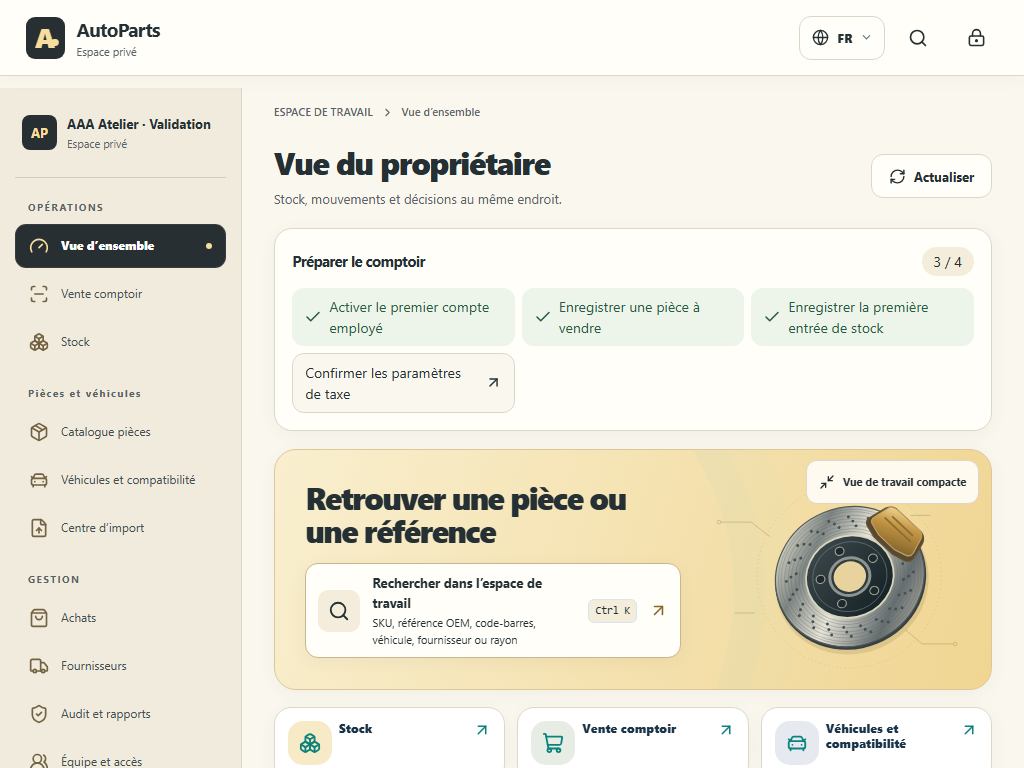 AutoParts
Espace privé
FR
AP
AAA Atelier · Validation
Espace privé
OPÉRATIONS
Vue d’ensemble
Vente comptoir
Stock
Pièces et véhicules
Catalogue pièces
Véhicules et compatibilité
Centre d’import
GESTION
Achats
Fournisseurs
Audit et rapports
Équipe et accès
ESPACE DE TRAVAIL
Vue d’ensemble
Vue du propriétaire
Stock, mouvements et décisions au même endroit.
Actualiser
Préparer le comptoir
3 / 4
Activer le premier compte
employé
Enregistrer une pièce à
vendre
Enregistrer la première
entrée de stock
Confirmer les paramètres
de taxe
Vue de travail compacte
Retrouver une pièce ou
une référence
Rechercher dans l’espace de
travail
SKU, référence OEM, code-barres,
véhicule, fournisseur ou rayon
Ctrl K
Stock
Vente comptoir
Véhicules et
compatibilité